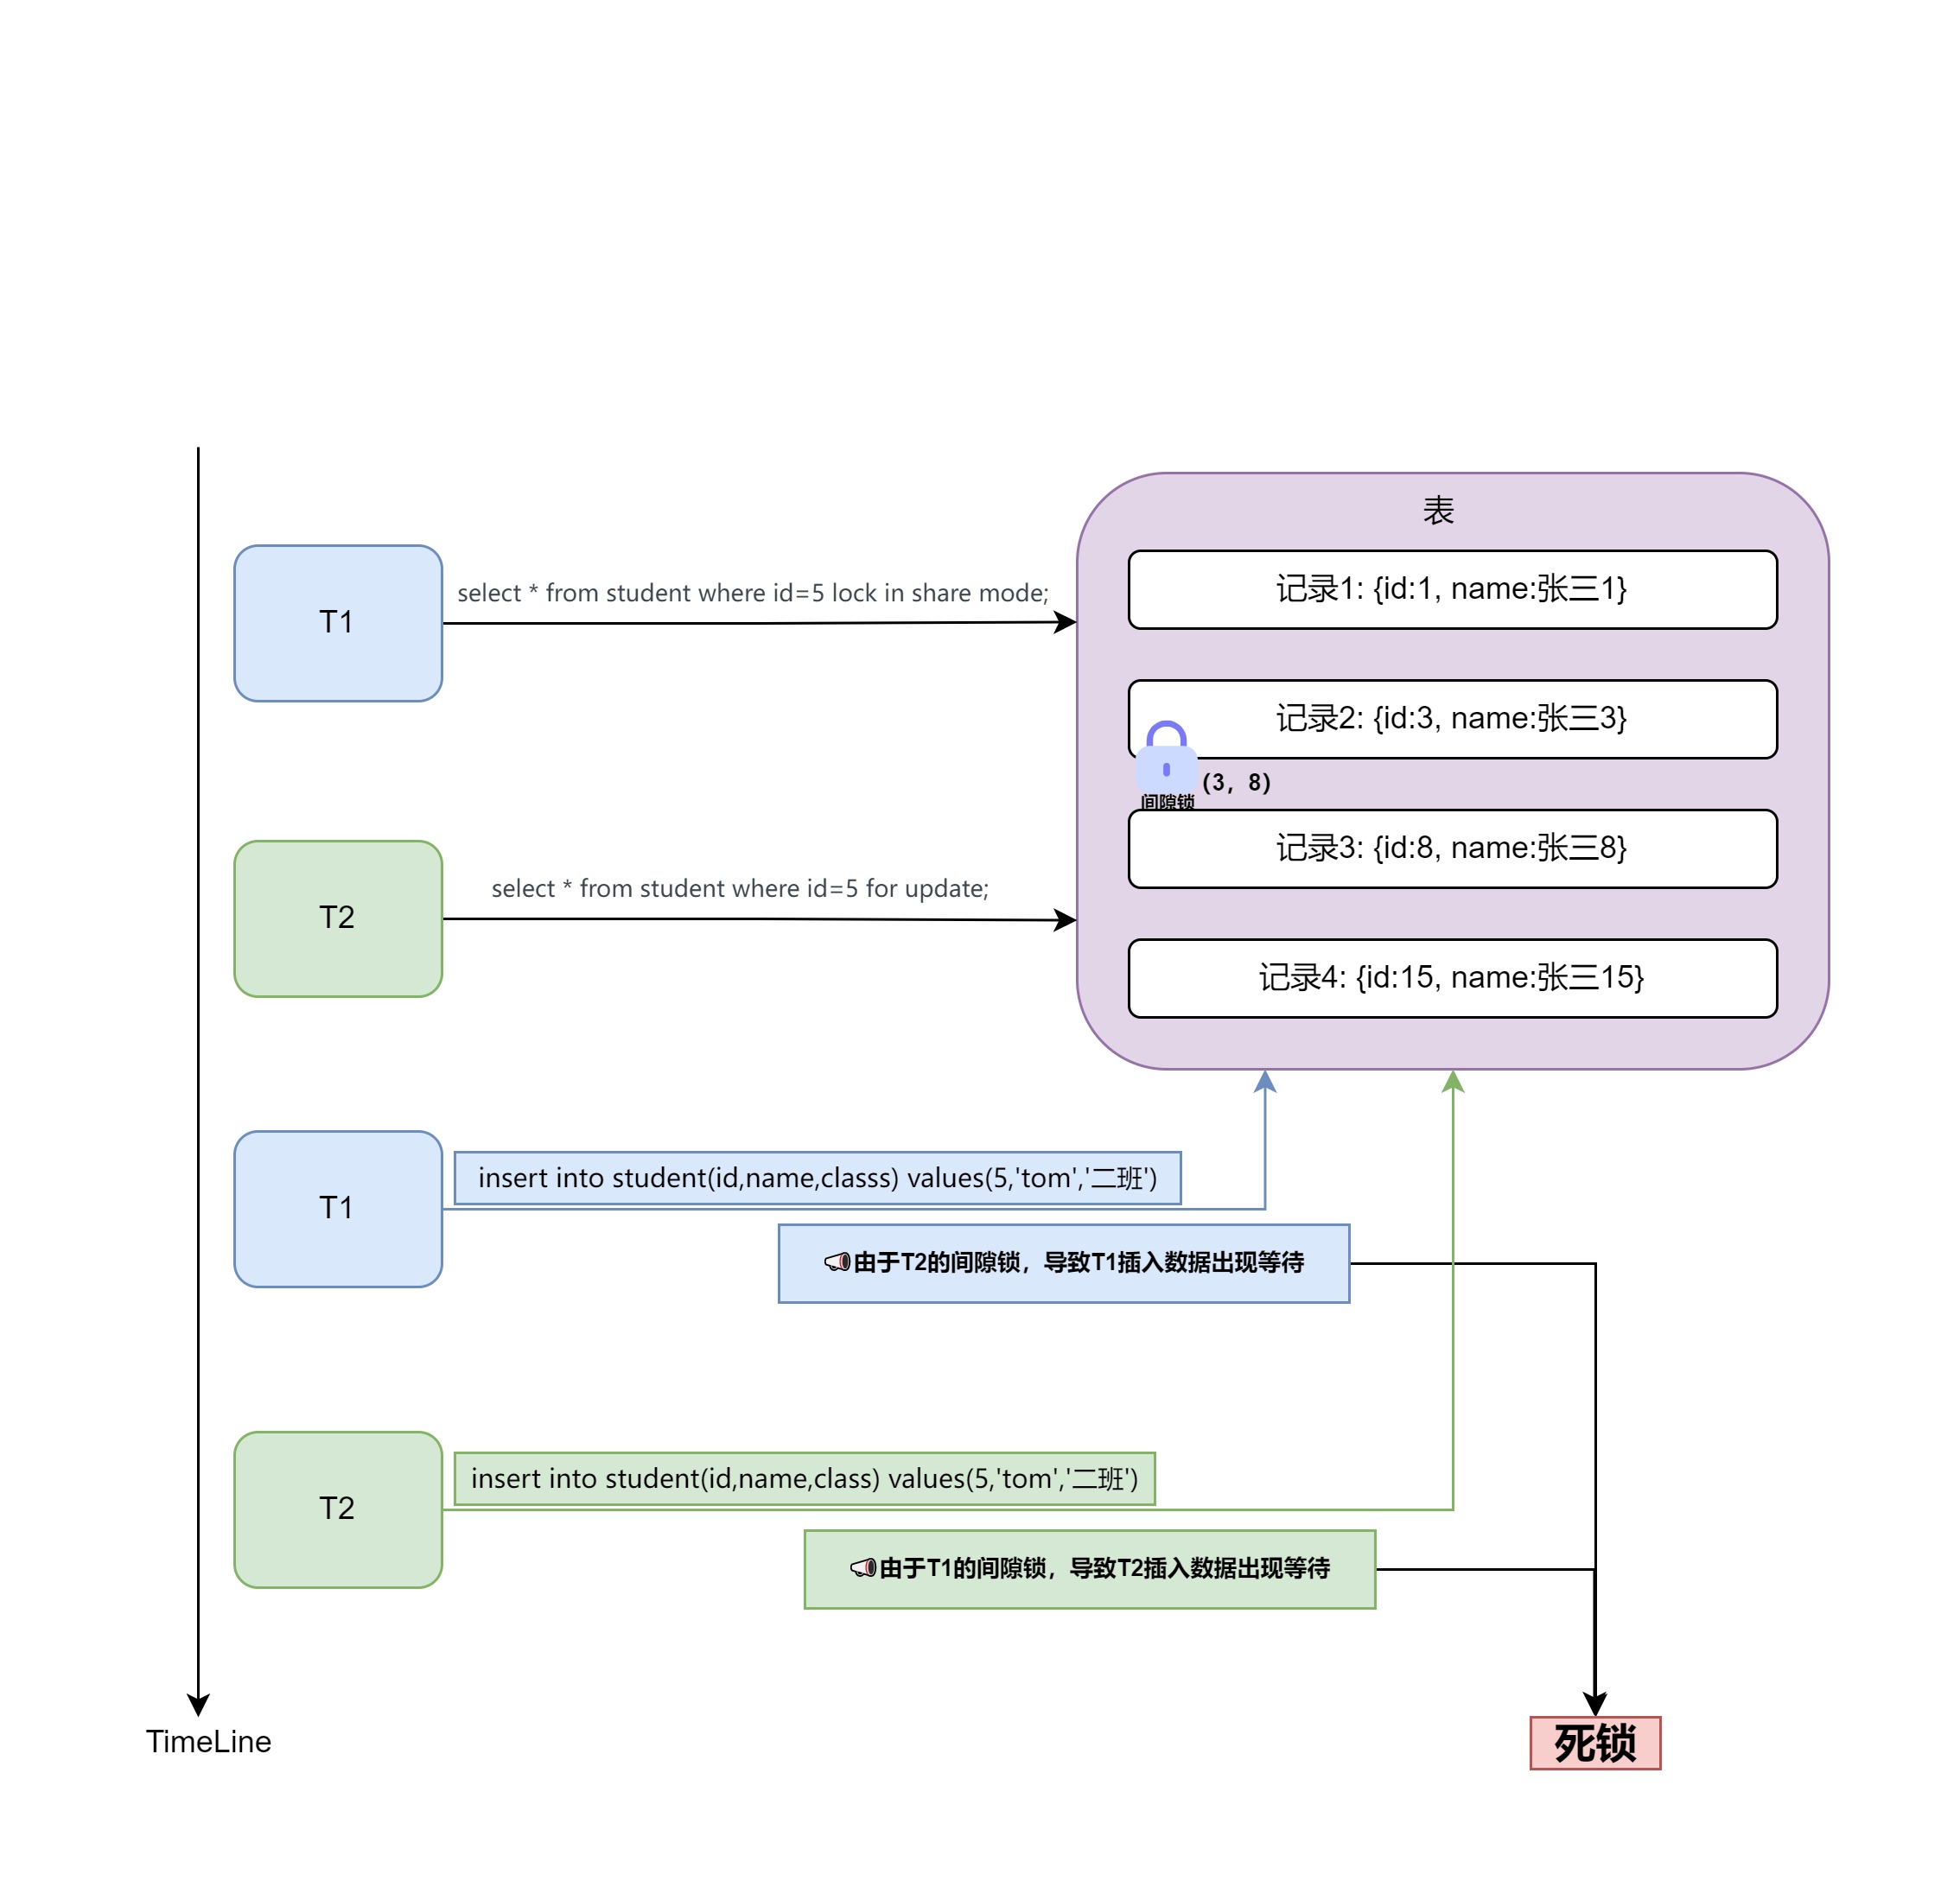 表
T1
select * from student where id=5 lock in share mode;
记录1: {id:1, name:张三1}
记录2: {id:3, name:张三3}
(3，8)
间隙锁
记录3: {id:8, name:张三8}
T2
select * from student where id=5 for update;
记录4: {id:15, name:张三15}
T1
insert into student(id,name,classs) values(5,'tom','二班')
由于T2的间隙锁，导致T1插入数据出现等待
T2
insert into student(id,name,class) values(5,'tom','二班')
由于T1的间隙锁，导致T2插入数据出现等待
TimeLine
死锁